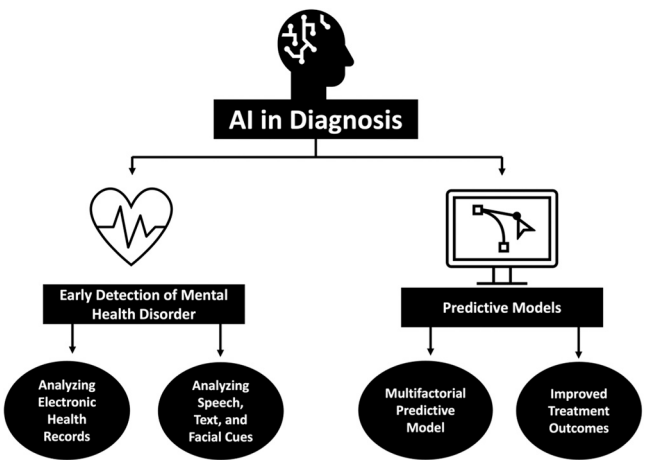 AI in Diagnosis
Early Detection of Mental
Health Disorder
Predictive Models
Analyzing
Electronic
Health
Records
Analyzing
Speech,
Text, and
Facial Cues
Multifactorial
Predictive
Model
Improved
Treatment
Outcomes